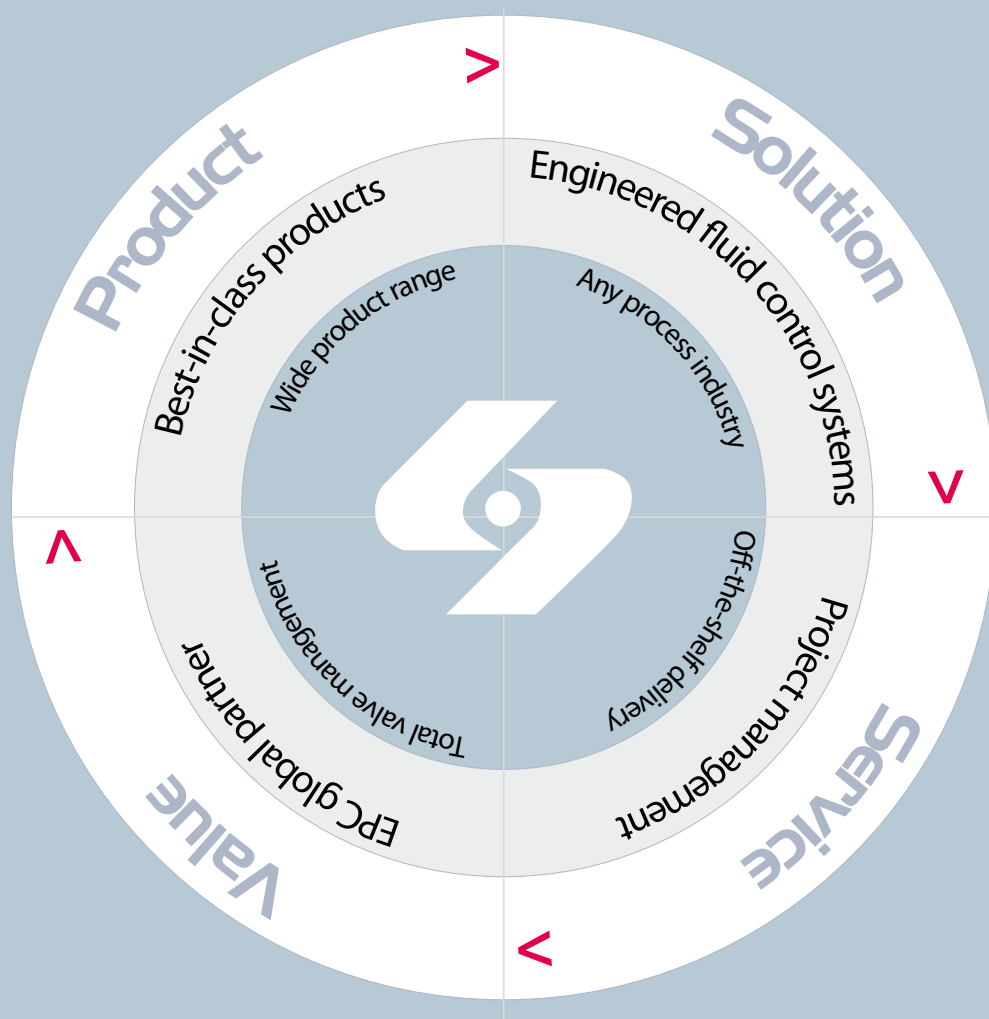 Product
Best-in-class products
Wide product range
>
Solution
Engineered fluid control systems
Any process industry
>
Service
Project management
Off-the-shelf delivery
>
Value
EPC global partner
Total valve management
>